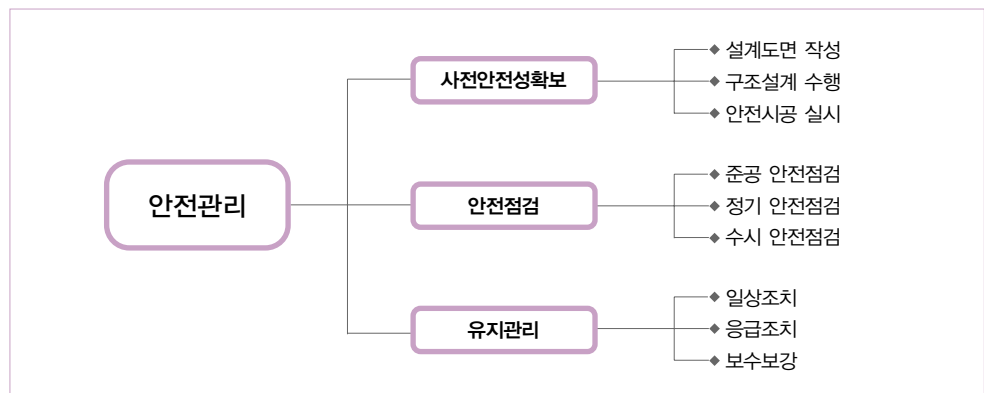 안전관리
사전안전성확보
설계도면 작성
구조설계 수행
안전시공 실시
안전점검
준공 안전점검
정기 안전점검
수시 안전점검
유지관리
일상조치
응급조치
보수보강